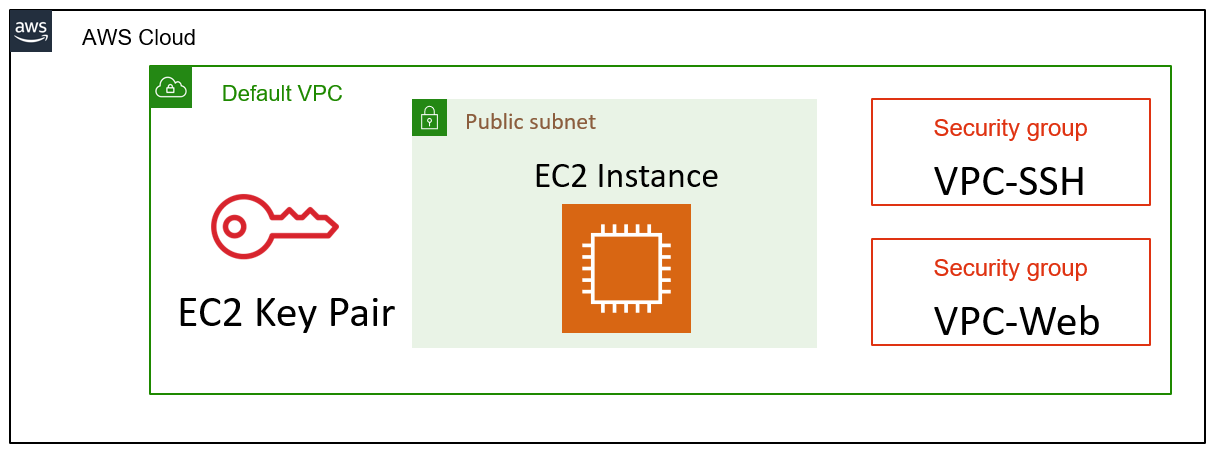 aws
AWS Cloud
Default VPC
Public subnet
EC2 Instance
EC2 Key Pair
Security group
VPC-SSH
Security group
VPC-Web